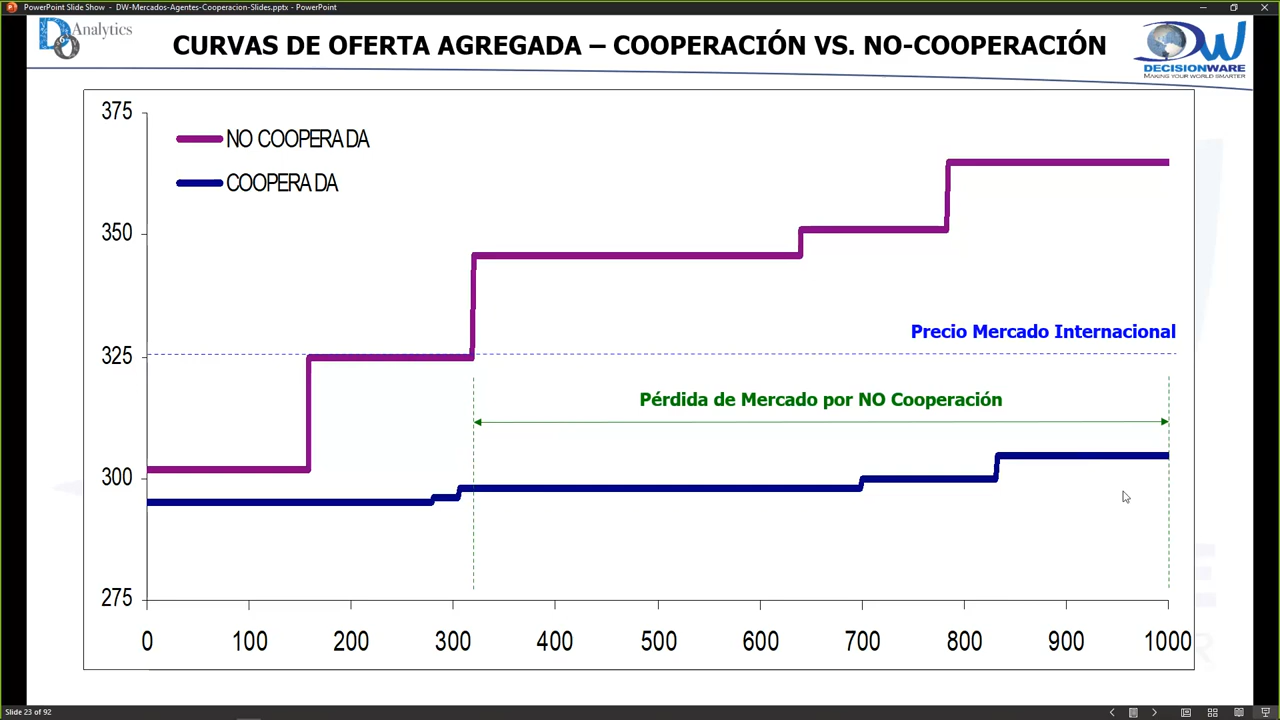 PowerPoint Slide Show - DW-Mercados-Agentes-Cooperacion-Slides.pptx - PowerPoint
Analytics
CURVAS DE OFERTA AGREGADA – COOPERACIÓN VS. NO-COOPERACIÓN
DW
DECISIONWARE
MAKING YOUR WORLD SMARTER
375
NO COOPERADA
COOPERADA
350
Precio Mercado Internacional
325
Pérdida de Mercado por NO Cooperación
300
275
0 100 200 300 400 500 600 700 800 900 1000
Slide 23 of 92